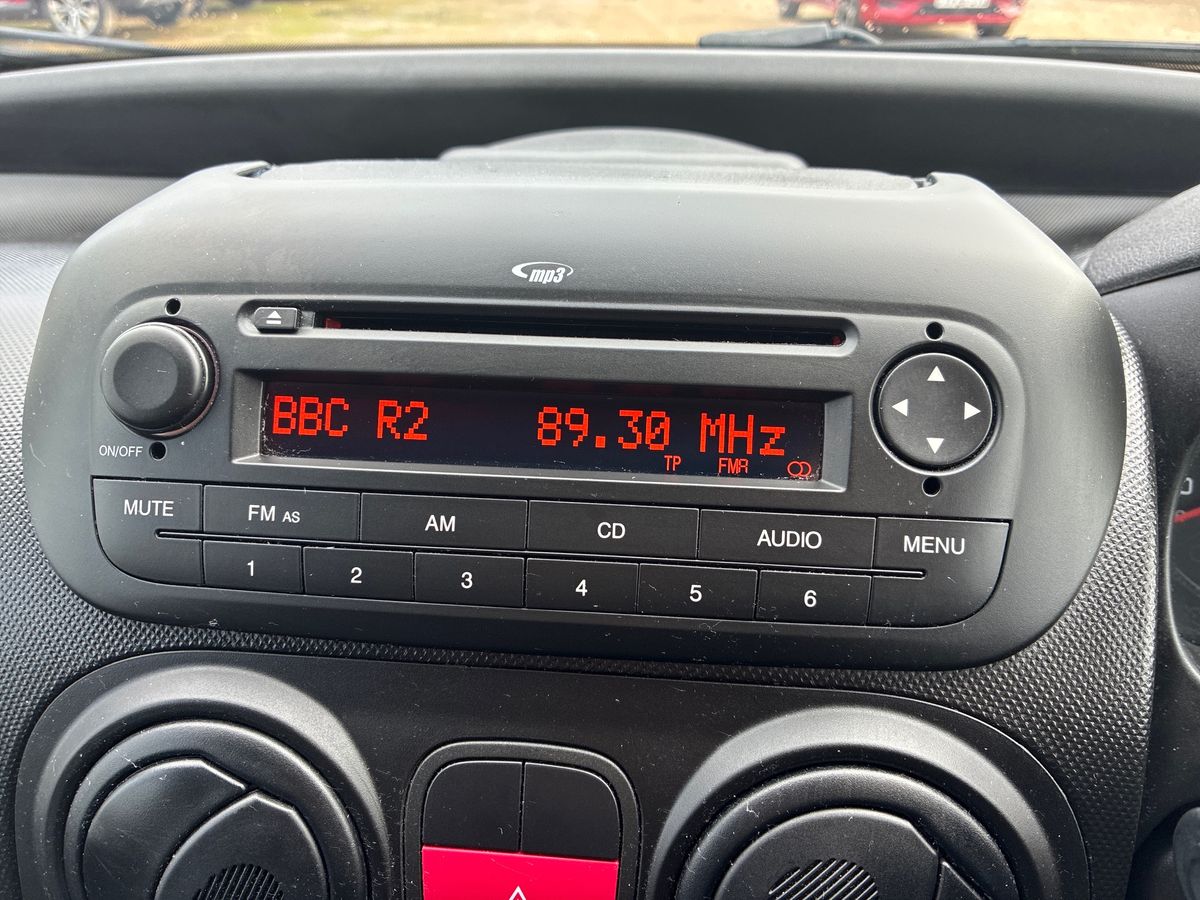 mp3
BBC R2 89.30 MHz
TP FMR
ON/OFF
MUTE FM AS AM CD AUDIO MENU
1 2 3 4 5 6